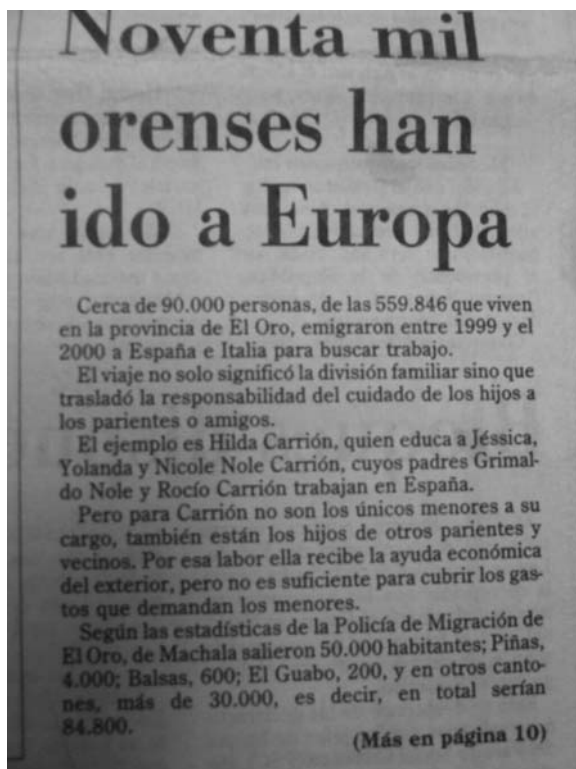 Noventa mil
orenses han
ido a Europa
Cerca de 90.000 personas, de las 559.846 que viven
en la provincia de El Oro, emigraron entre 1999 y el
2000 a España e Italia para buscar trabajo.
El viaje no solo significó la división familiar sino que
trasladó la responsabilidad del cuidado de los hijos a
los parientes o amigos.
El ejemplo es Hilda Carrión, quien educa a Jéssica,
Yolanda y Nicole Nole Carrión, cuyos padres Grimal-
do Nole y Rocío Carrión trabajan en España.
Pero para Carrión no son los únicos menores a su
cargo, también están los hijos de otros parientes y
vecinos. Por esa labor ella recibe la ayuda económica
del exterior, pero no es suficiente para cubrir los gas-
tos que demandan los menores.
Según las estadísticas de la Policía de Migración de
El Oro, de Machala salieron 50.000 habitantes; Piñas,
4.000; Balsas, 600; El Guabo, 200, y en otros canto-
nes, más de 30.000, es decir, en total serían
84.800.
(Más en página 10)